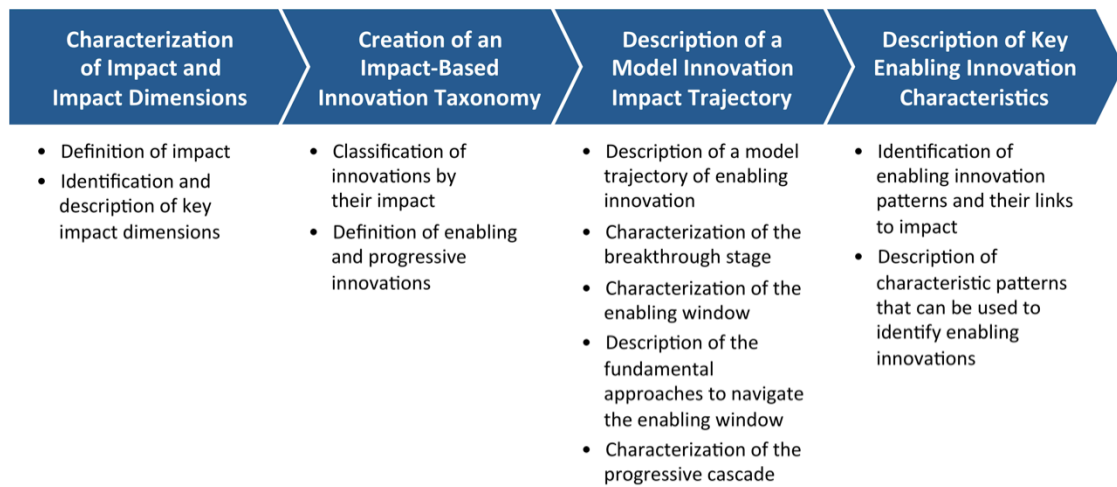 Characterization
of Impact and
Impact Dimensions
• Definition of impact
• Identification and
description of key
impact dimensions
Creation of an
Impact-Based
Innovation Taxonomy
• Classification of
innovations by
their impact
• Definition of enabling
and progressive
innovations
Description of a
Model Innovation
Impact Trajectory
• Description of a model
trajectory of enabling
innovation
• Characterization of the
breakthrough stage
• Characterization of the
enabling window
• Description of the
fundamental
approaches to navigate
the enabling window
• Characterization of the
progressive cascade
Description of Key
Enabling Innovation
Characteristics
• Identification of
enabling innovation
patterns and their links
to impact
• Description of
characteristic patterns
that can be used to
identify enabling
innovations